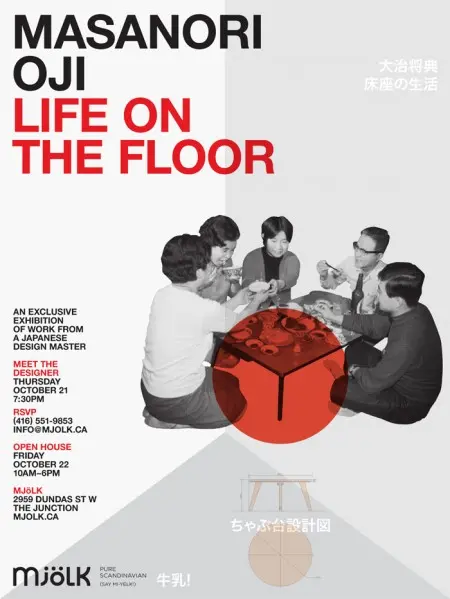 MASANORI
OJI
LIFE ON
THE FLOOR
大治将典
床座の生活
AN EXCLUSIVE
EXHIBITION
OF WORK FROM
A JAPANESE
DESIGN MASTER
MEET THE
DESIGNER
THURSDAY
OCTOBER 21
7:30PM
RSVP
(416) 551-9853
INFO@MJOLK.CA
OPEN HOUSE
FRIDAY
OCTOBER 22
10AM–6PM
MJöLK
2959 DUNDAS ST W
THE JUNCTION
MJOLK.CA
ちゃぶ台設計図
mjölk
PURE
SCANDINAVIAN
(SAY MI-YELK!)
牛乳!